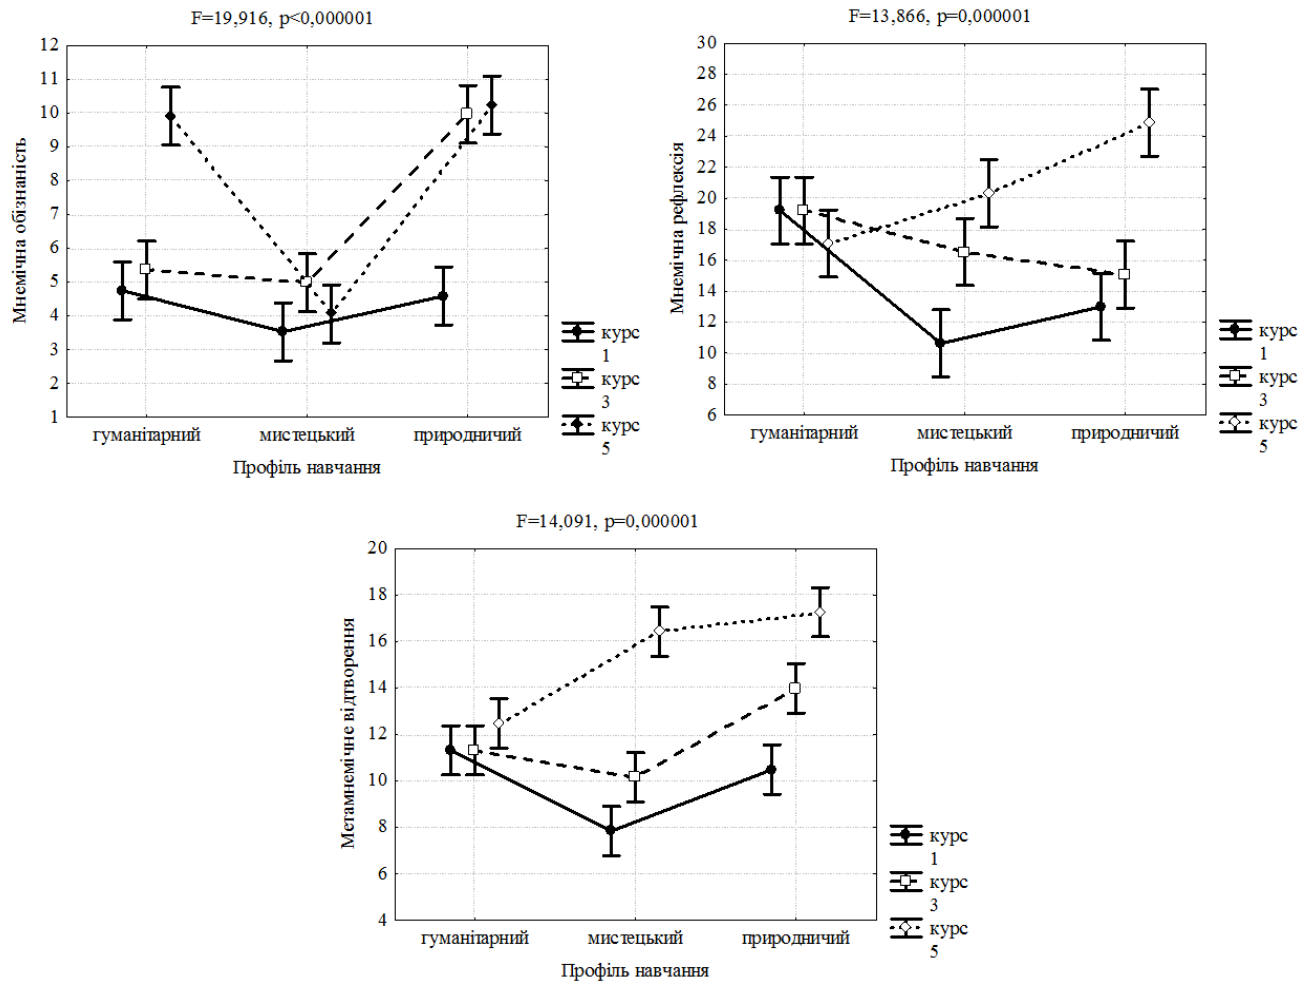 F=19,916, p<0,000001
Мнемічна обізнаність
12
11
10
9
8
7
6
5
4
3
2
1
гуманітарний мистецький природничий
Профіль навчання
курс
1
курс
3
курс
5
F=13,866, p=0,000001
Мнемічна рефлексія
30
28
26
24
22
20
18
16
14
12
10
8
6
гуманітарний мистецький природничий
Профіль навчання
курс
1
курс
3
курс
5
F=14,091, p=0,000001
Метамнемічне відтворення
20
18
16
14
12
10
8
6
4
гуманітарний мистецький природничий
Профіль навчання
курс
1
курс
3
курс
5